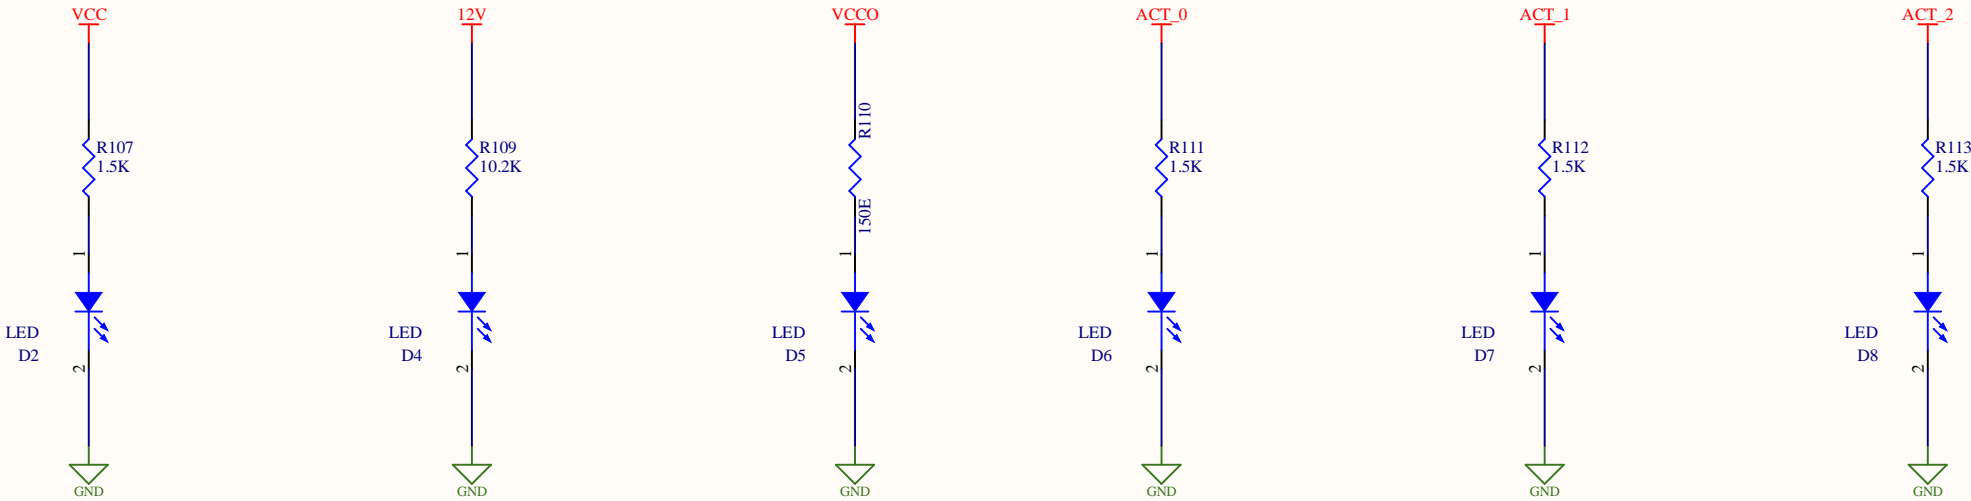 VCC
12V
VCCO
ACT_0
ACT_1
ACT_2
R107
1.5K
R109
10.2K
R110
150E
R111
1.5K
R112
1.5K
R113
1.5K
1
1
1
1
1
1
LED
D2
LED
D4
LED
D5
LED
D6
LED
D7
LED
D8
2
2
2
2
2
2
GND
GND
GND
GND
GND
GND